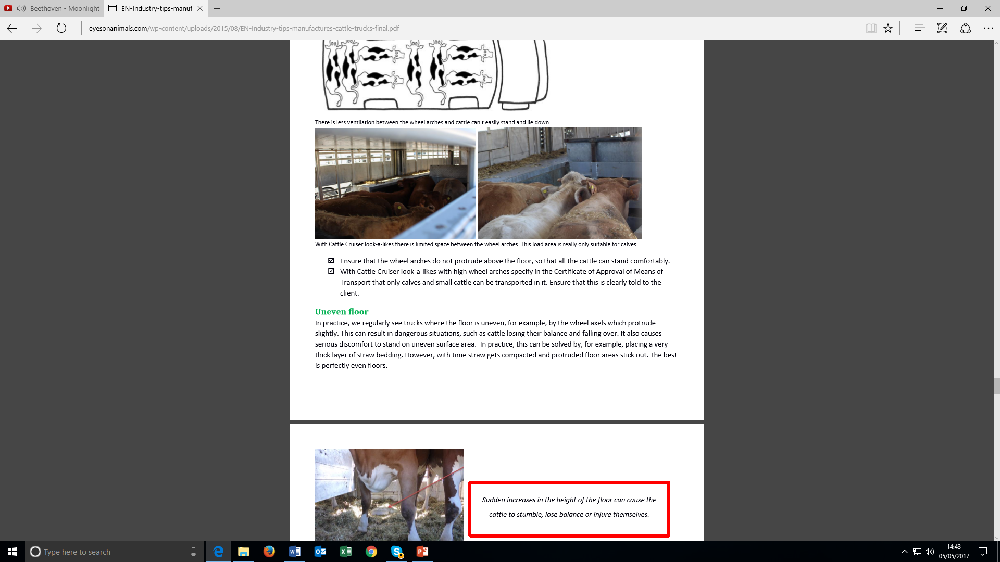 Beethoven - Moonlight
EN-Industry-tips-manuf
eyesonanimals.com/wp-content/uploads/2015/08/EN-Industry-tips-manufactures-cattle-trucks-final.pdf
There is less ventilation between the wheel arches and cattle can't easily stand and lie down.
With Cattle Cruiser look-a-likes there is limited space between the wheel arches. This load area is really only suitable for calves.
Ensure that the wheel arches do not protrude above the floor, so that all the cattle can stand comfortably.
With Cattle Cruiser look-a-likes with high wheel arches specify in the Certificate of Approval of Means of
Transport that only calves and small cattle can be transported in it. Ensure that this is clearly told to the
client.
Uneven floor
In practice, we regularly see trucks where the floor is uneven, for example, by the wheel axels which protrude
slightly. This can result in dangerous situations, such as cattle losing their balance and falling over. It also causes
serious discomfort to stand on uneven surface area.  In practice, this can be solved by, for example, placing a very
thick layer of straw bedding. However, with time straw gets compacted and protruded floor areas stick out. The best
is perfectly even floors.
Sudden increases in the height of the floor can cause the
cattle to stumble, lose balance or injure themselves.
Type here to search
5
14:43
05/05/2017